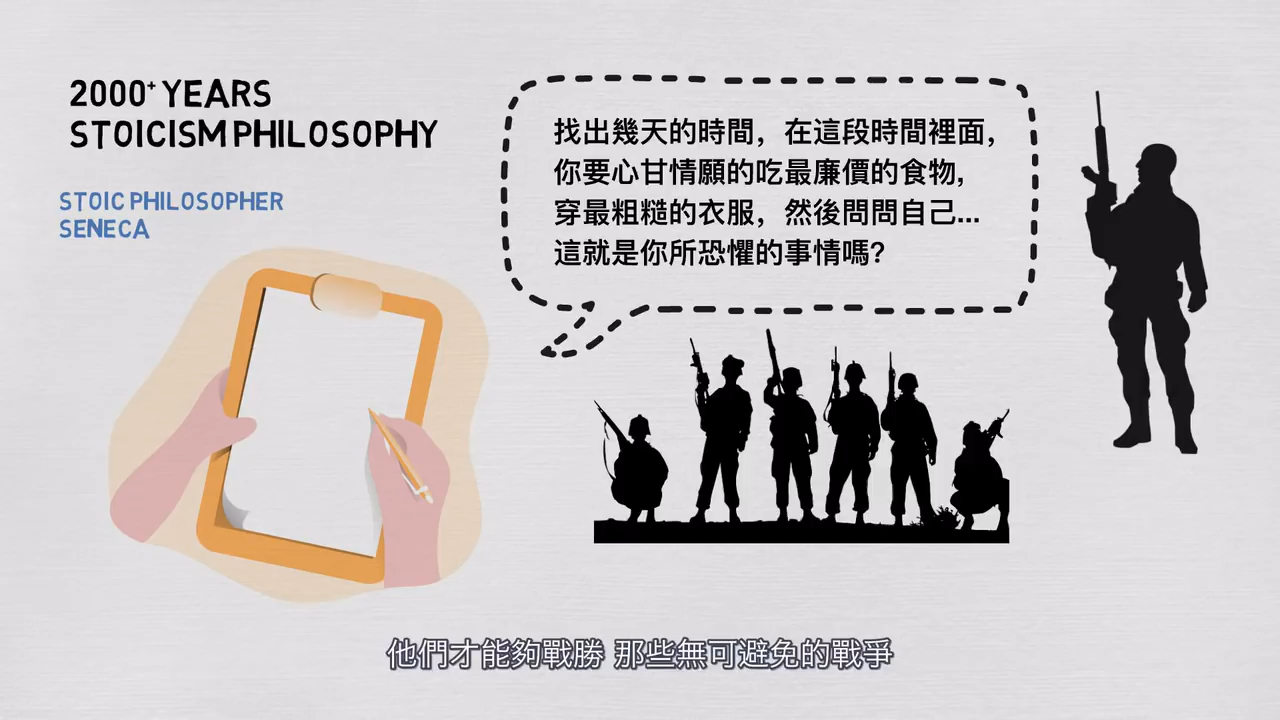 2000+ YEARS
STOICISM PHILOSOPHY
STOIC PHILOSOPHER
SENECA
找出幾天的時間，在這段時間裡面，
你要心甘情願的吃最廉價的食物，
穿最粗糙的衣服，然後問問自己...
這就是你所恐懼的事情嗎？
他們才能夠戰勝 那些無可避免的戰爭